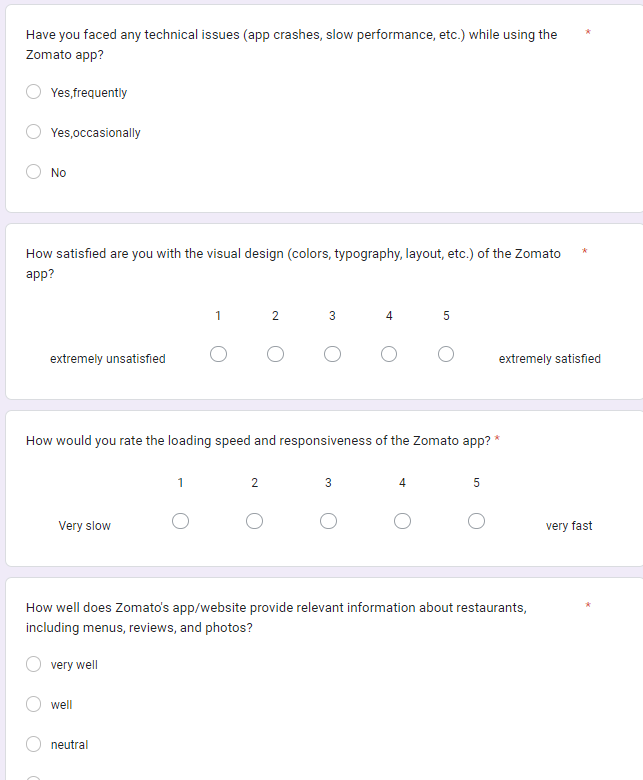 Have you faced any technical issues (app crashes, slow performance, etc.) while using the *
Zomato app?
Yes,frequently
Yes,occasionally
No
How satisfied are you with the visual design (colors, typography, layout, etc.) of the Zomato *
app?
1 2 3 4 5
extremely unsatisfied extremely satisfied
How would you rate the loading speed and responsiveness of the Zomato app? *
1 2 3 4 5
Very slow very fast
How well does Zomato's app/website provide relevant information about restaurants, *
including menus, reviews, and photos?
very well
well
neutral